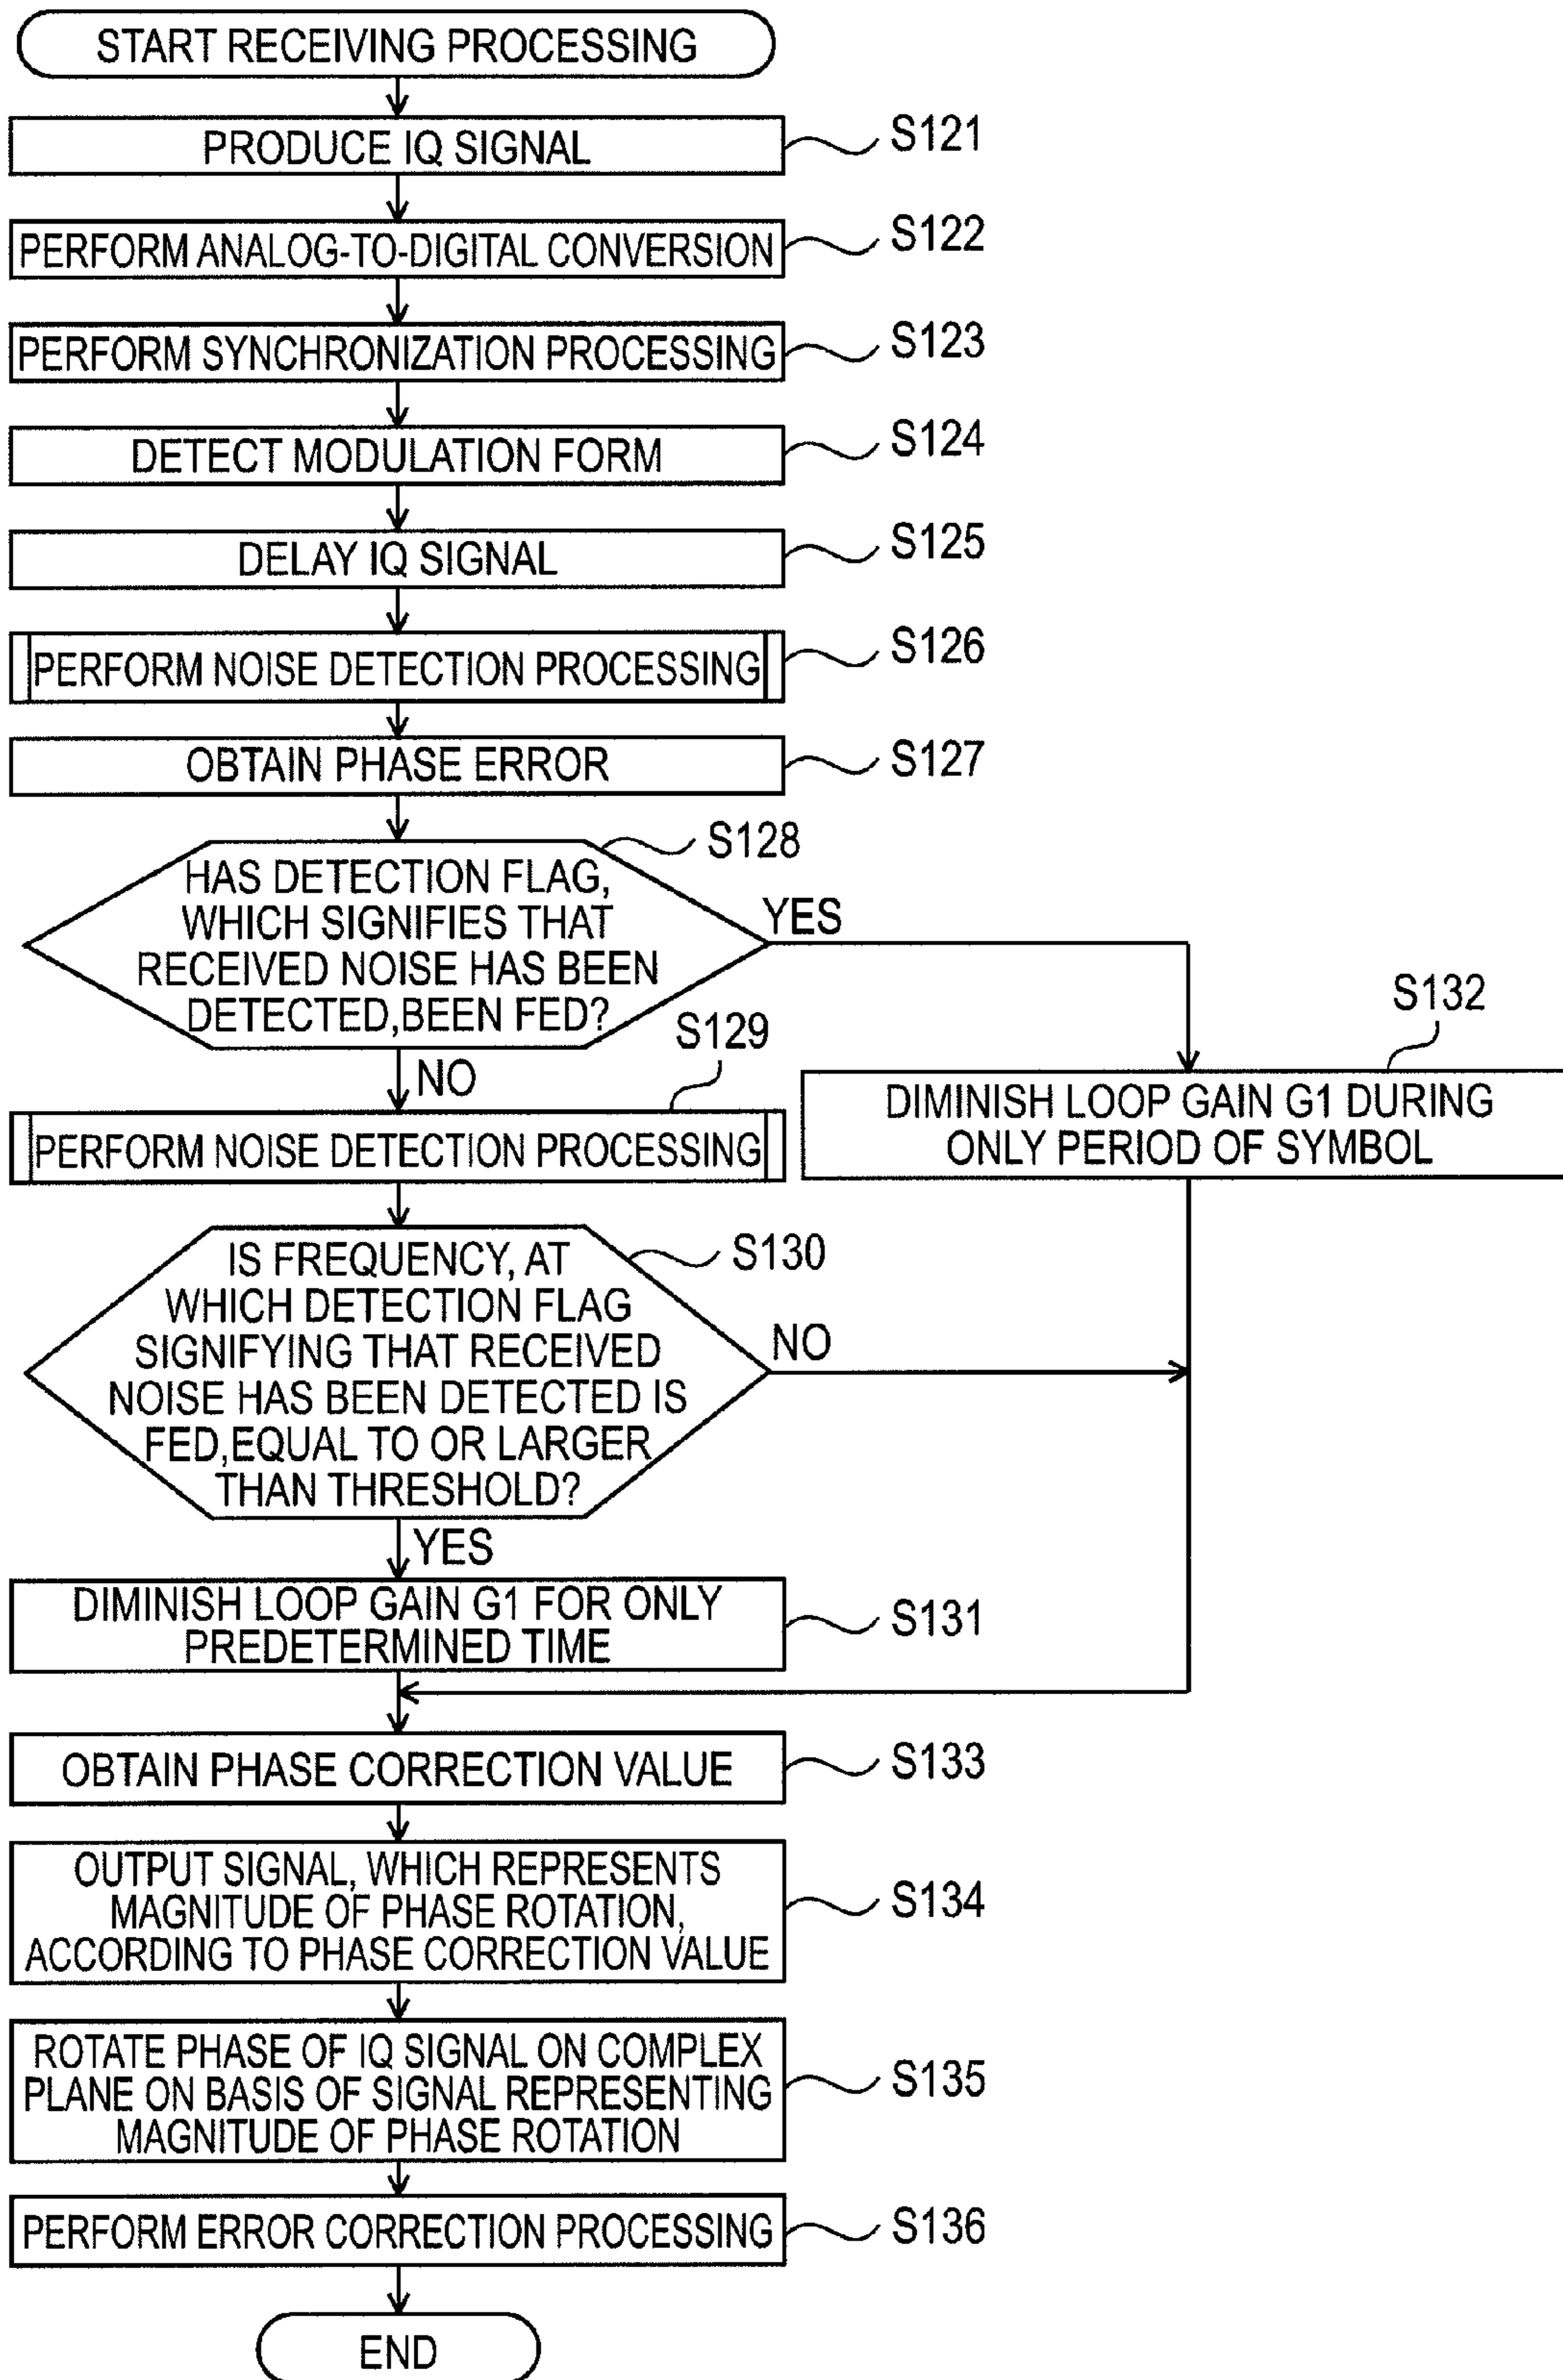 START RECEIVING PROCESSING
PRODUCE IQ SIGNAL
S121
PERFORM ANALOG-TO-DIGITAL CONVERSION
S122
PERFORM SYNCHRONIZATION PROCESSING
S123
DETECT MODULATION FORM
S124
DELAY IQ SIGNAL
S125
PERFORM NOISE DETECTION PROCESSING
S126
OBTAIN PHASE ERROR
S127
S128
HAS DETECTION FLAG,
WHICH SIGNIFIES THAT
RECEIVED NOISE HAS BEEN
DETECTED,BEEN FED?
YES
NO
S129
PERFORM NOISE DETECTION PROCESSING
S132
DIMINISH LOOP GAIN G1 DURING
ONLY PERIOD OF SYMBOL
S130
IS FREQUENCY, AT
WHICH DETECTION FLAG
SIGNIFYING THAT RECEIVED
NOISE HAS BEEN DETECTED IS
FED,EQUAL TO OR LARGER
THAN THRESHOLD?
NO
YES
DIMINISH LOOP GAIN G1 FOR ONLY
PREDETERMINED TIME
S131
OBTAIN PHASE CORRECTION VALUE
S133
OUTPUT SIGNAL, WHICH REPRESENTS
MAGNITUDE OF PHASE ROTATION,
ACCORDING TO PHASE CORRECTION VALUE
S134
ROTATE PHASE OF IQ SIGNAL ON COMPLEX
PLANE ON BASIS OF SIGNAL REPRESENTING
MAGNITUDE OF PHASE ROTATION
S135
PERFORM ERROR CORRECTION PROCESSING
S136
END